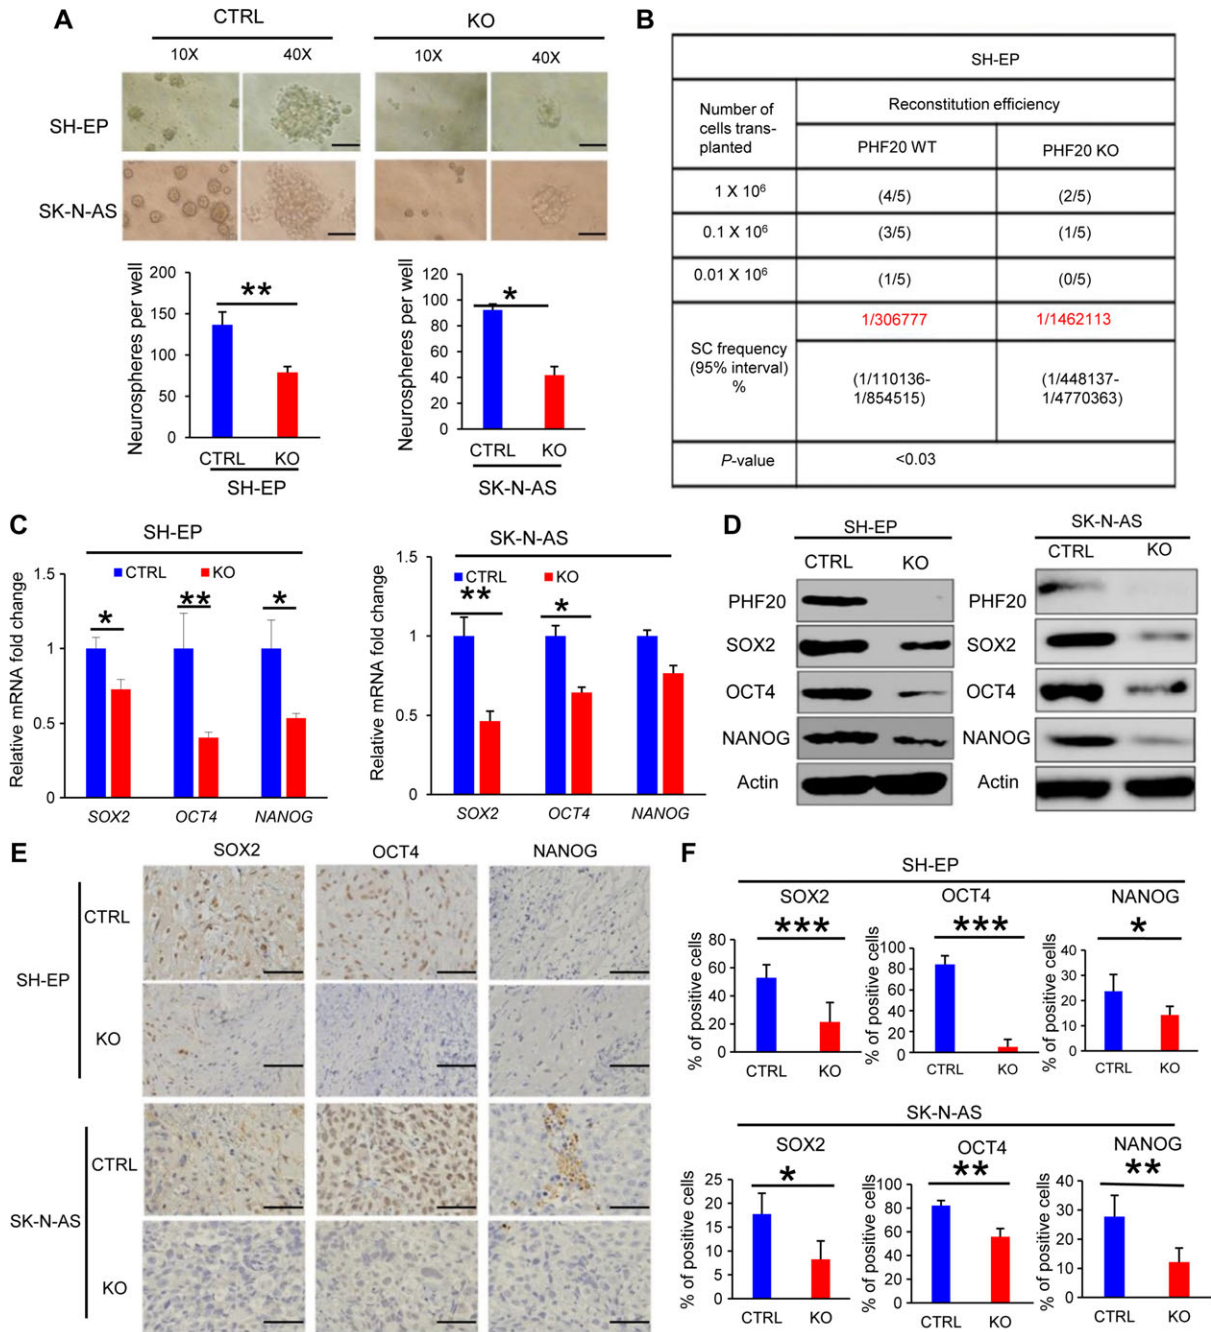 A
CTRL
KO
10X
40X
10X
40X
SH-EP
SK-N-AS
Neurospheres per well
200
150
100
50
0
**
CTRL
KO
SH-EP
Neurospheres per well
120
100
80
60
40
20
0
*
CTRL
KO
SK-N-AS
B
SH-EP
Number of
cells trans-
planted
Reconstitution efficiency
PHF20 WT
PHF20 KO
1 X 10⁶
(4/5)
(2/5)
0.1 X 10⁶
(3/5)
(1/5)
0.01 X 10⁶
(1/5)
(0/5)
SC frequency
(95% interval)
%
1/306777
1/1462113
(1/110136-
1/854515)
(1/448137-
1/4770363)
P-value
<0.03
C
SH-EP
CTRL
KO
Relative mRNA fold change
1.5
1
0.5
0
*
**
*
SOX2
OCT4
NANOG
SK-N-AS
CTRL
KO
Relative mRNA fold change
1.5
1
0.5
0
**
*
SOX2
OCT4
NANOG
D
SH-EP
CTRL
KO
PHF20
SOX2
OCT4
NANOG
Actin
SK-N-AS
CTRL
KO
PHF20
SOX2
OCT4
NANOG
Actin
E
SOX2
OCT4
NANOG
SH-EP
CTRL
KO
SK-N-AS
CTRL
KO
F
SH-EP
SOX2
***
% of positive cells
80
60
40
20
0
CTRL
KO
OCT4
***
% of positive cells
100
80
60
40
20
0
CTRL
KO
NANOG
*
% of positive cells
40
30
20
10
0
CTRL
KO
SK-N-AS
SOX2
*
% of positive cells
25
20
15
10
5
0
CTRL
KO
OCT4
**
% of positive cells
100
80
60
40
20
0
CTRL
KO
NANOG
**
% of positive cells
40
30
20
10
0
CTRL
KO